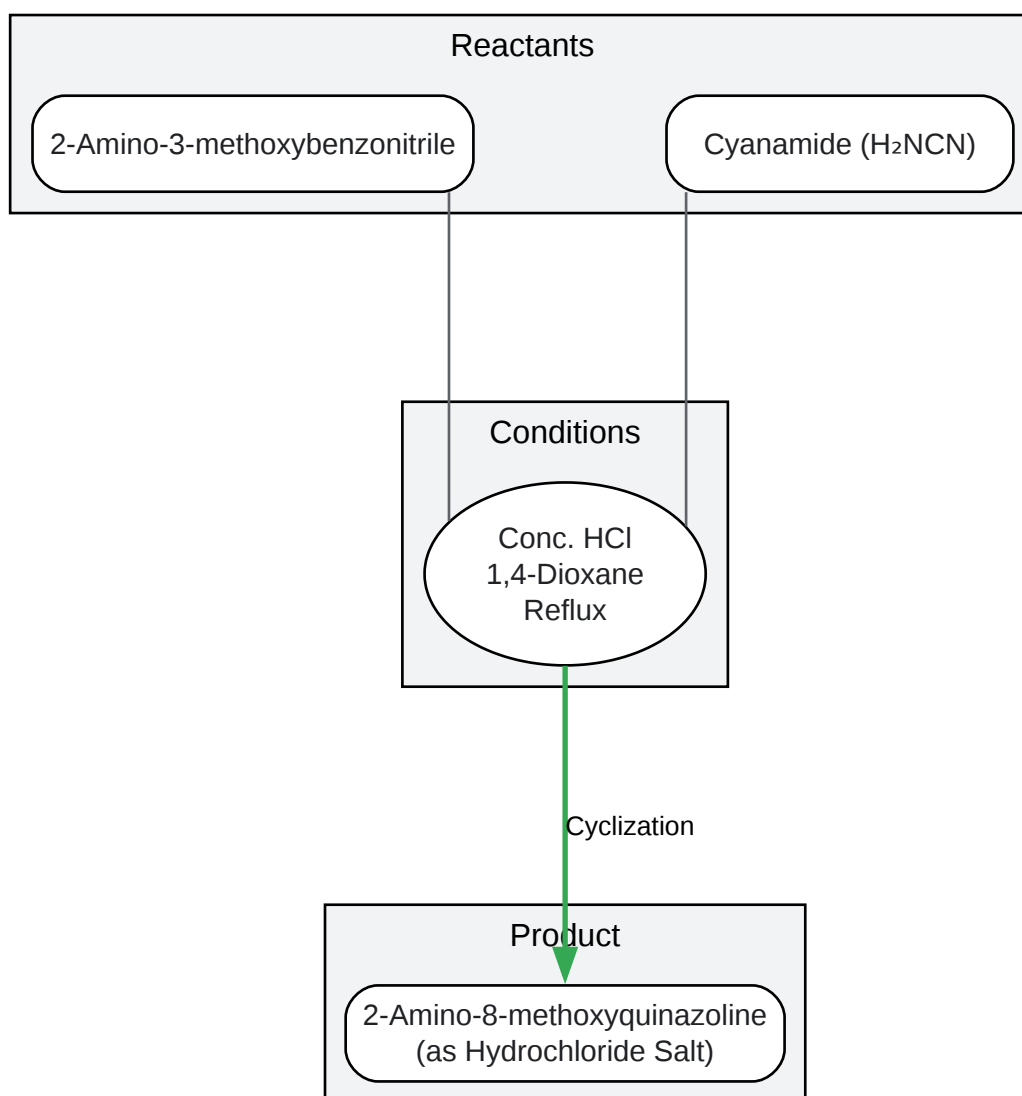 Reactants
2-Amino-3-methoxybenzonitrile
Cyanamide (H₂NCN)
Conditions
Conc. HCl
1,4-Dioxane
Reflux
Cyclization
Product
2-Amino-8-methoxyquinazoline
(as Hydrochloride Salt)